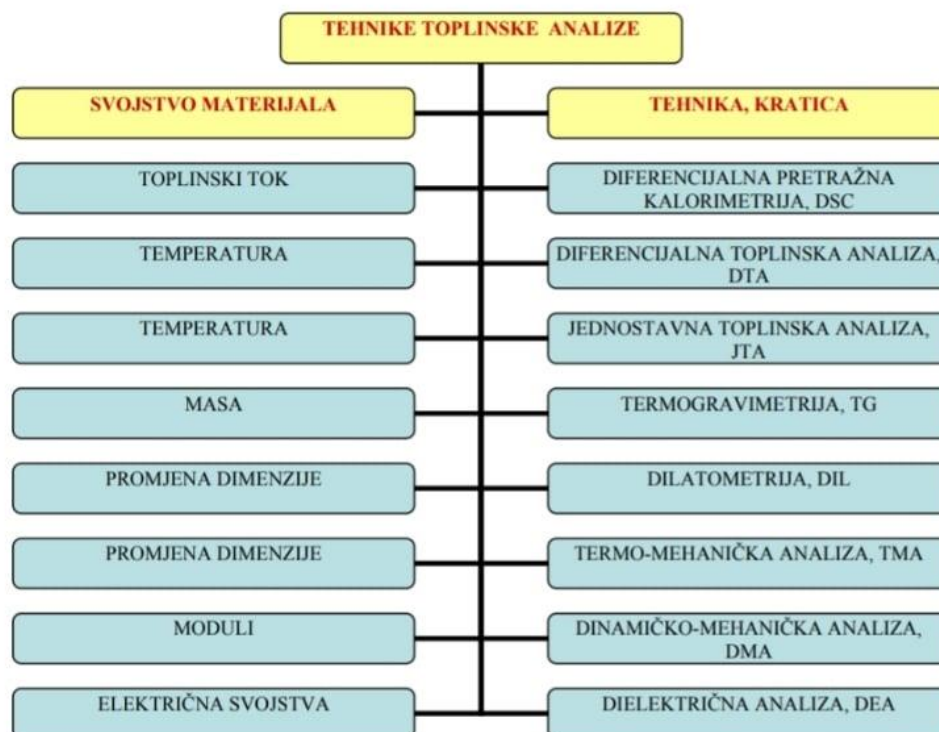 TEHNIKE TOPLINSKE ANALIZE
SVOJSTVO MATERIJALA
TEHNIKA, KRATICA
TOPLINSKI TOK
DIFERENCIJALNA PRETRAŽNA
KALORIMETRIJA, DSC
TEMPERATURA
DIFERENCIJALNA TOPLINSKA ANALIZA,
DTA
TEMPERATURA
JEDNOSTAVNA TOPLINSKA ANALIZA,
JTA
MASA
TERMOGRAVIMETRIJA, TG
PROMJENA DIMENZIJE
DILATOMETRIJA, DIL
PROMJENA DIMENZIJE
TERMO-MEHANIČKA ANALIZA, TMA
MODULI
DINAMIČKO-MEHANIČKA ANALIZA,
DMA
ELEKTRIČNA SVOJSTVA
DIELEKTRIČNA ANALIZA, DEA